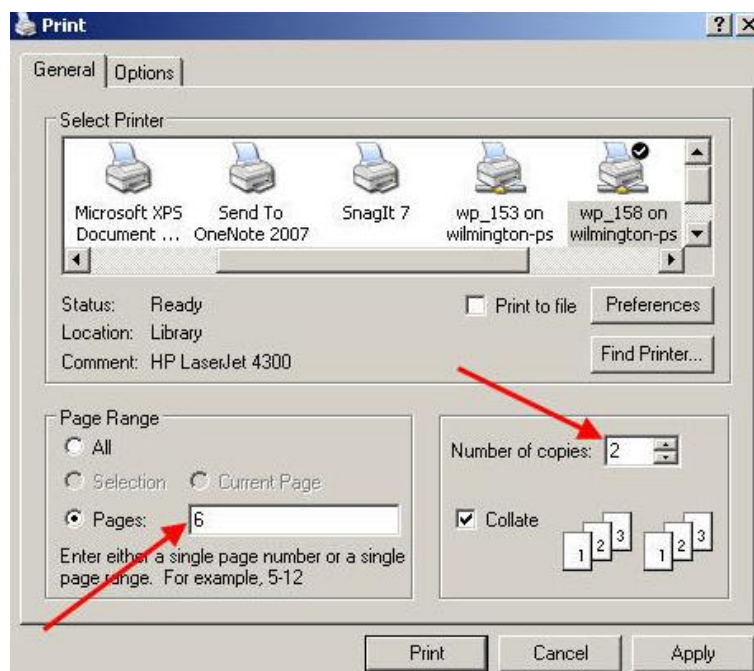 Print
General Options
Select Printer
Microsoft XPS Document ...
Send To OneNote 2007
SnagIt 7
wp_153 on wilmington-ps
wp_158 on wilmington-ps
Status: Ready
Print to file
Preferences
Location: Library
Comment: HP LaserJet 4300
Find Printer...
Page Range
All
Selection Current Page
Pages: 6
Enter either a single page number or a single
page range. For example, 5-12
Number of copies: 2
Collate
1 2 3 1 2 3
Print Cancel Apply